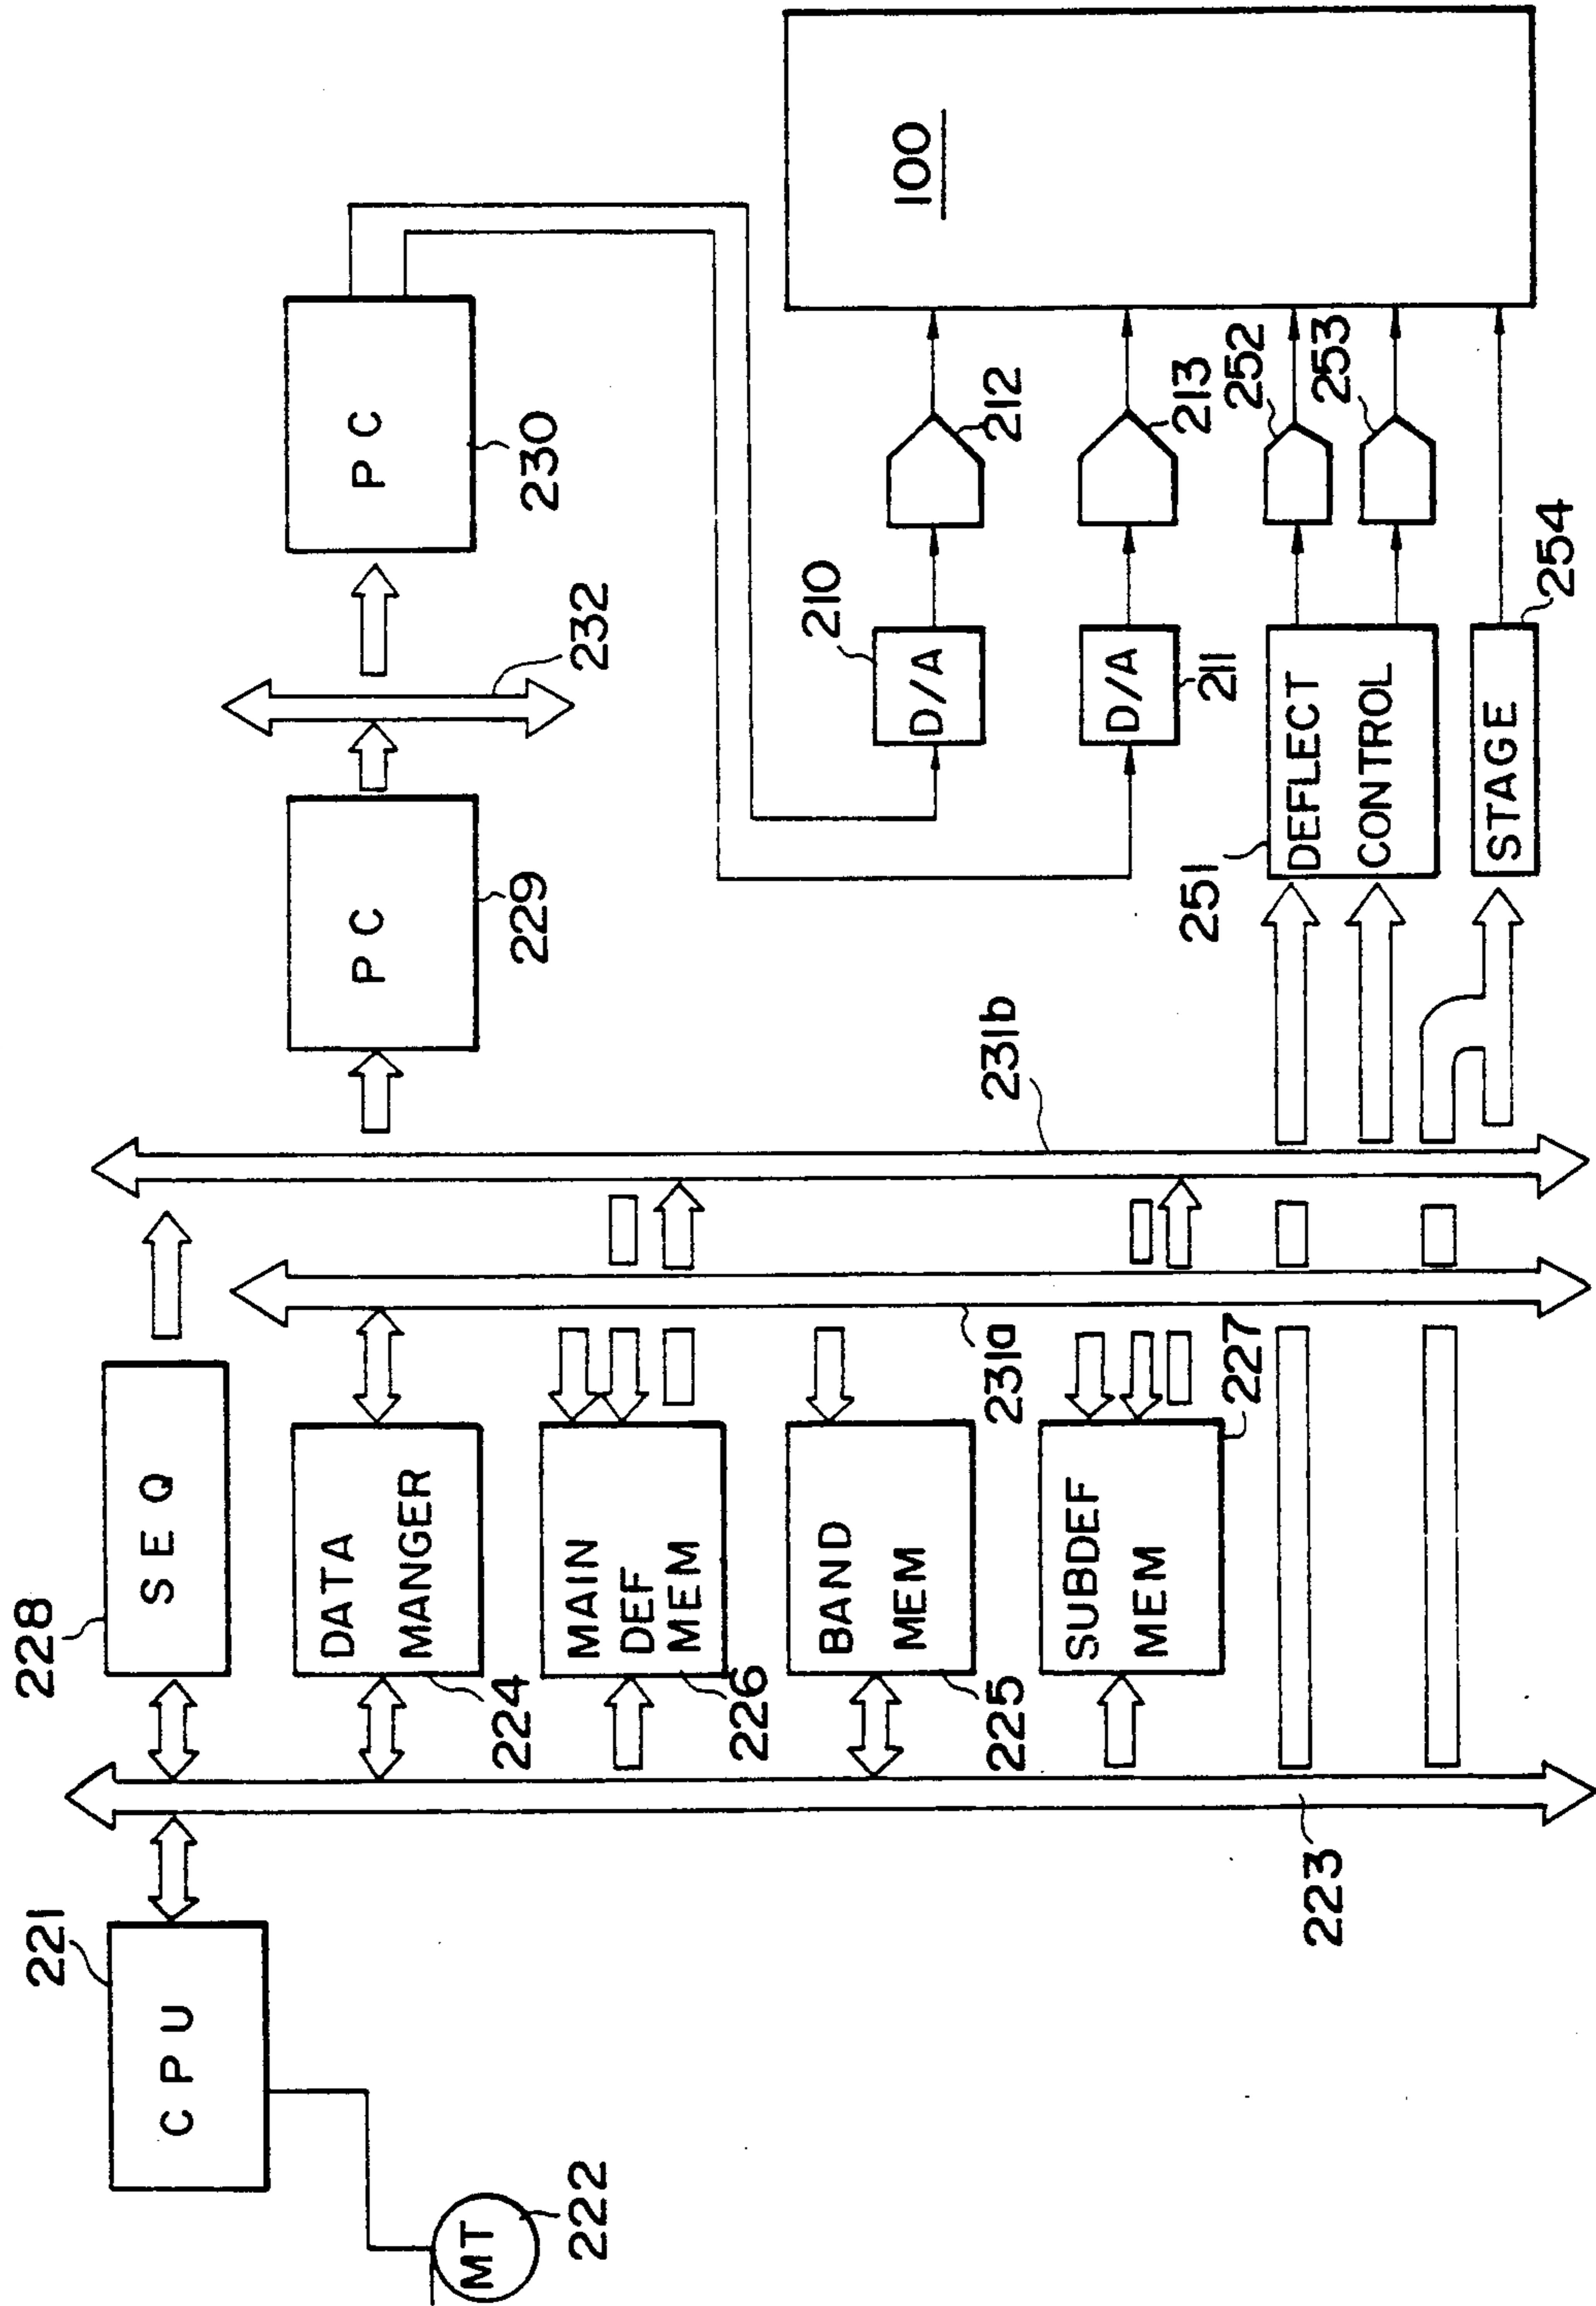 221
CPU
MT
222
223
228
SEQ
DATA
MANGER
224
MAIN
DEF
MEM
226
BAND
MEM
225
SUBDEF
MEM
227
231a
231b
PC
229
232
PC
230
210
D/A
D/A
211
212
213
251
DEFLECT
CONTROL
252
253
STAGE
254
100